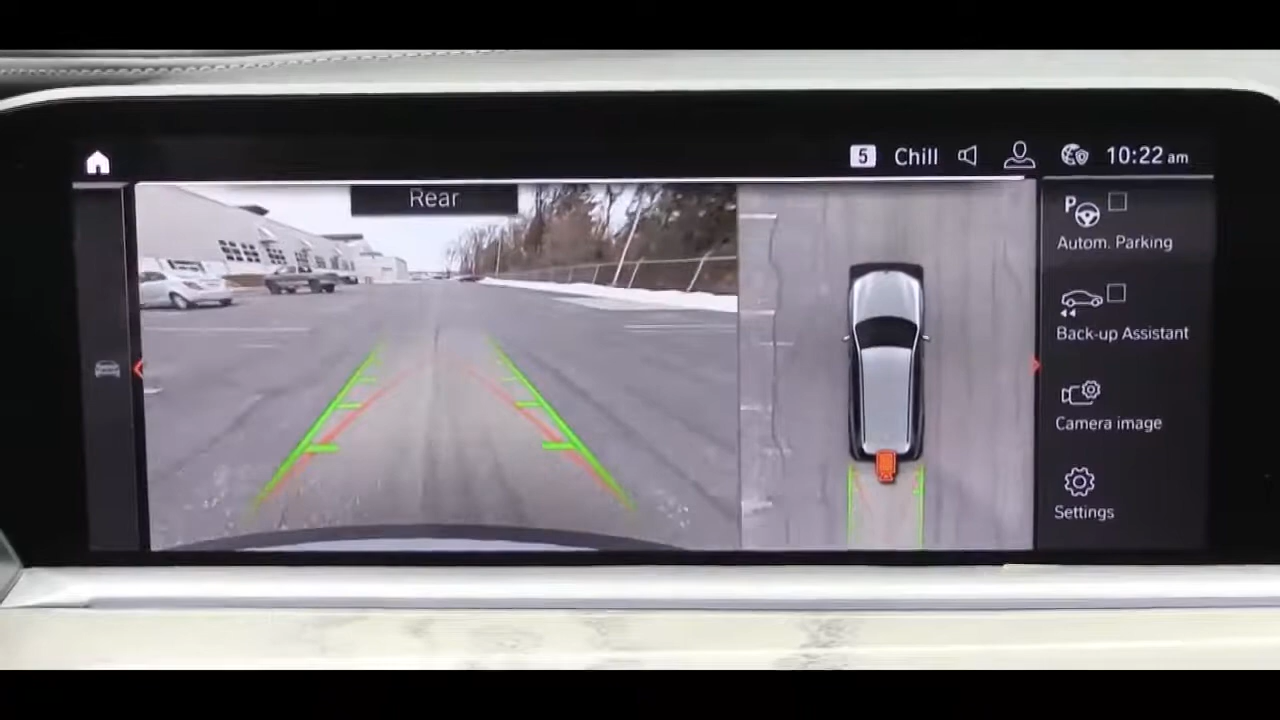 5 Chill 10:22 am
Rear
P
Autom. Parking
Back-up Assistant
Camera image
Settings